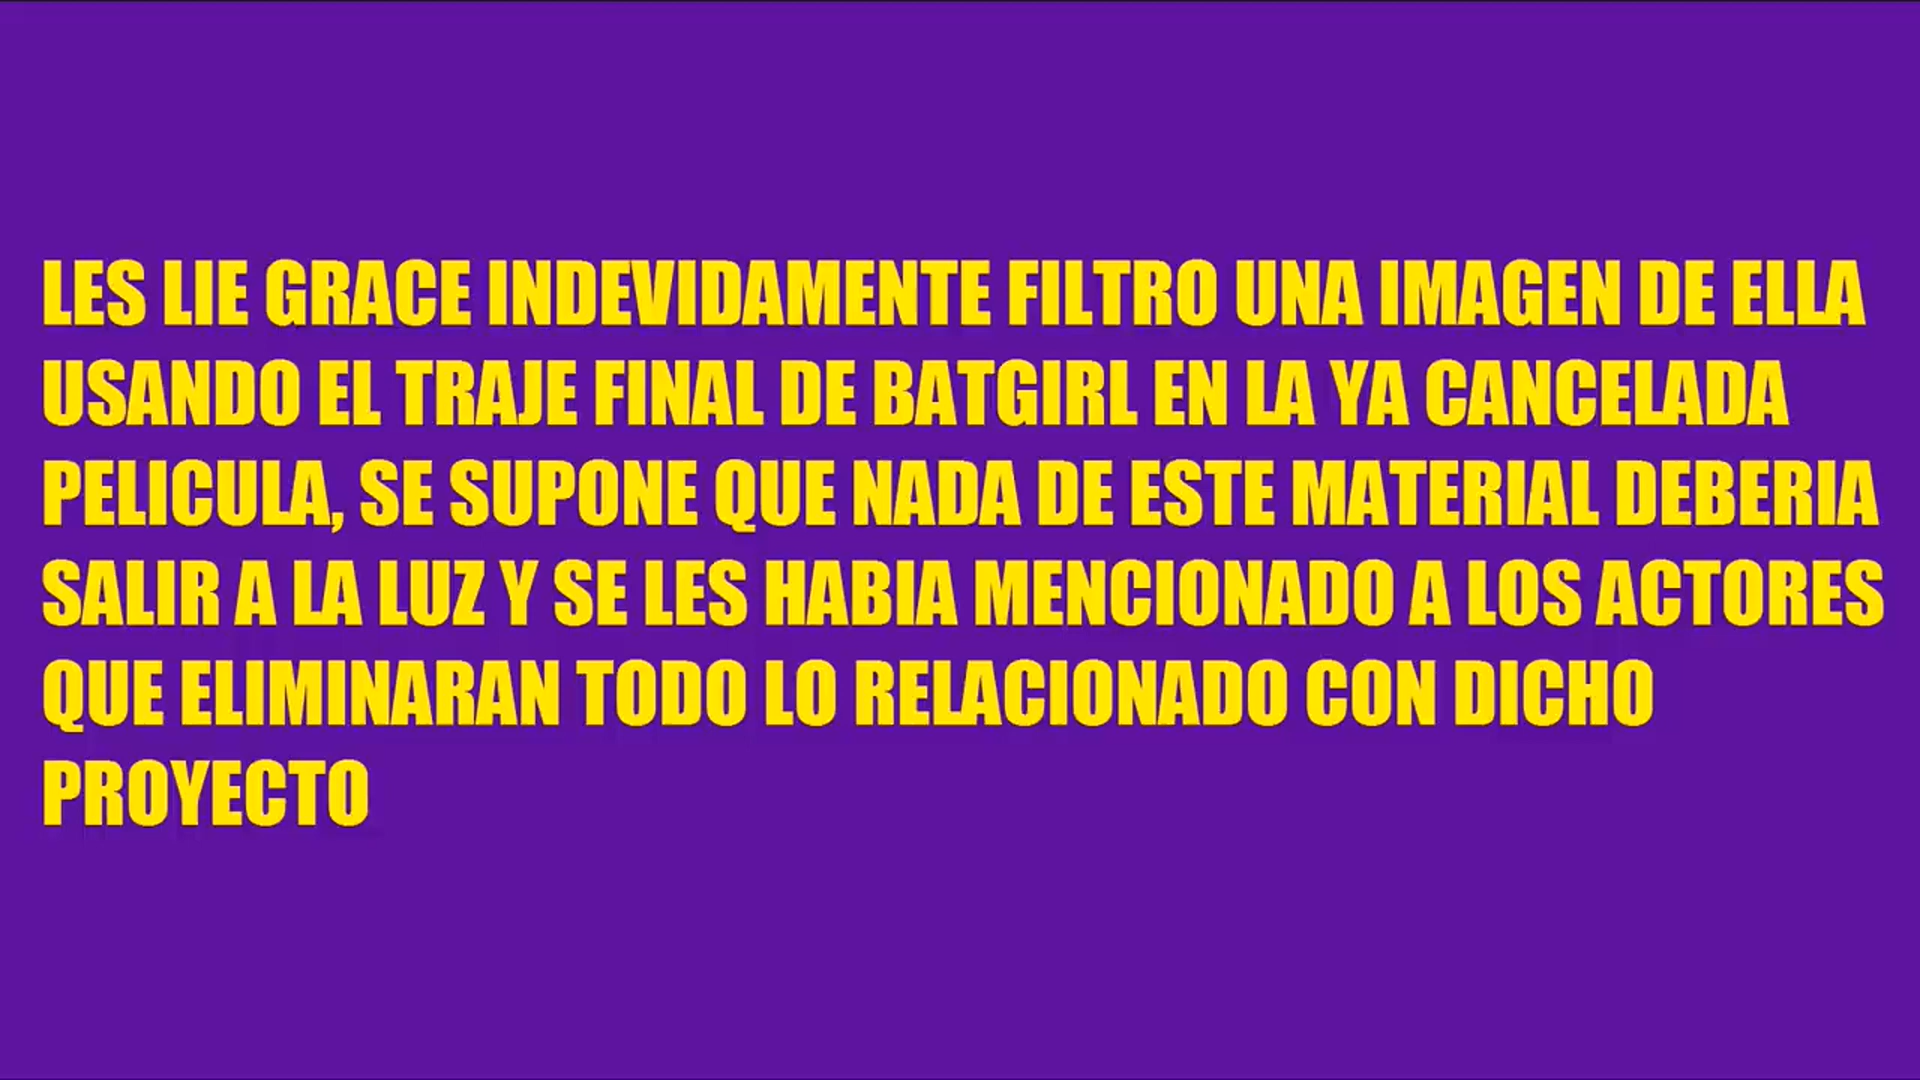 LES LIE GRACE INDEVIDAMENTE FILTRO UNA IMAGEN DE ELLA
USANDO EL TRAJE FINAL DE BATGIRL EN LA YA CANCELADA
PELICULA, SE SUPONE QUE NADA DE ESTE MATERIAL DEBERIA
SALIR A LA LUZ Y SE LES HABIA MENCIONADO A LOS ACTORES
QUE ELIMINARAN TODO LO RELACIONADO CON DICHO
PROYECTO